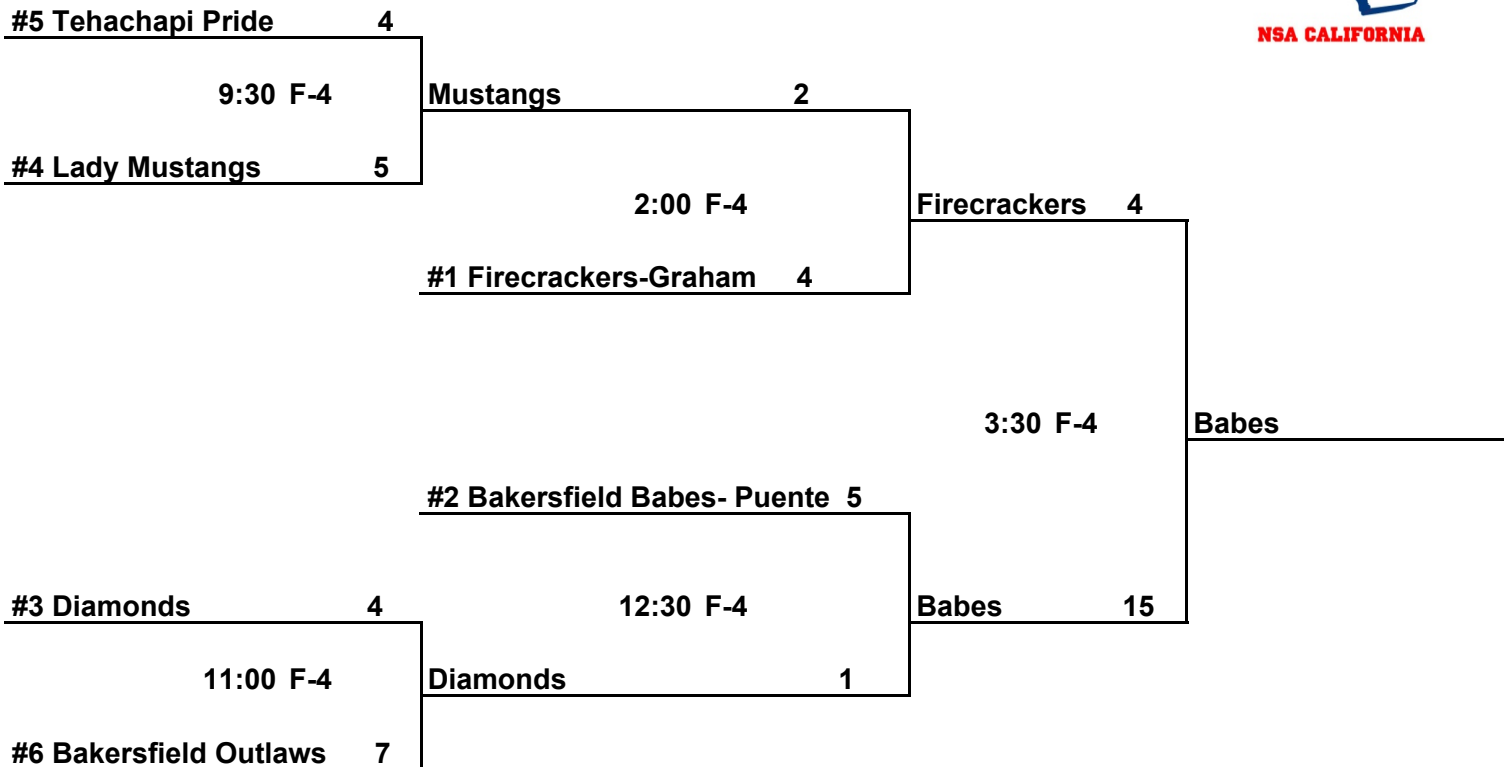 #5 Tehachapi Pride 4
NSA CALIFORNIA
9:30 F-4
Mustangs 2
#4 Lady Mustangs 5
2:00 F-4
Firecrackers 4
#1 Firecrackers-Graham 4
3:30 F-4
Babes
#2 Bakersfield Babes- Puente 5
#3 Diamonds 4
12:30 F-4
Babes 15
11:00 F-4
Diamonds 1
#6 Bakersfield Outlaws 7